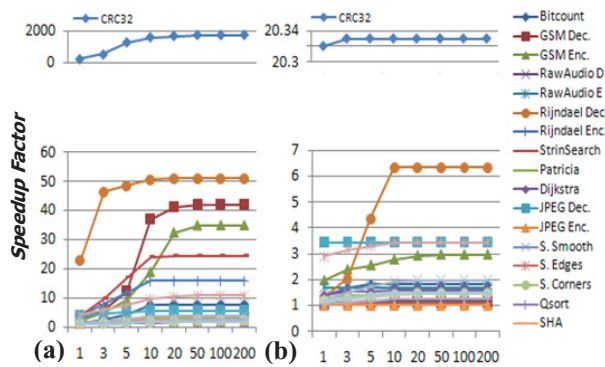 2000
0
CRC32
20.34
20.3
CRC32
Speedup Factor
60
50
40
30
20
10
0
1 3 5 10 20 50 100 200
(a)
7
6
5
4
3
2
1
0
1 3 5 10 20 50 100 200
(b)
Bitcount
GSM Dec.
GSM Enc.
RawAudio D
RawAudio E
Rijndael Dec
Rijndael Enc.
StrinSearch
Patricia
Dijkstra
JPEG Dec.
JPEG Enc.
S. Smooth
S. Edges
S. Corners
Qsort
SHA